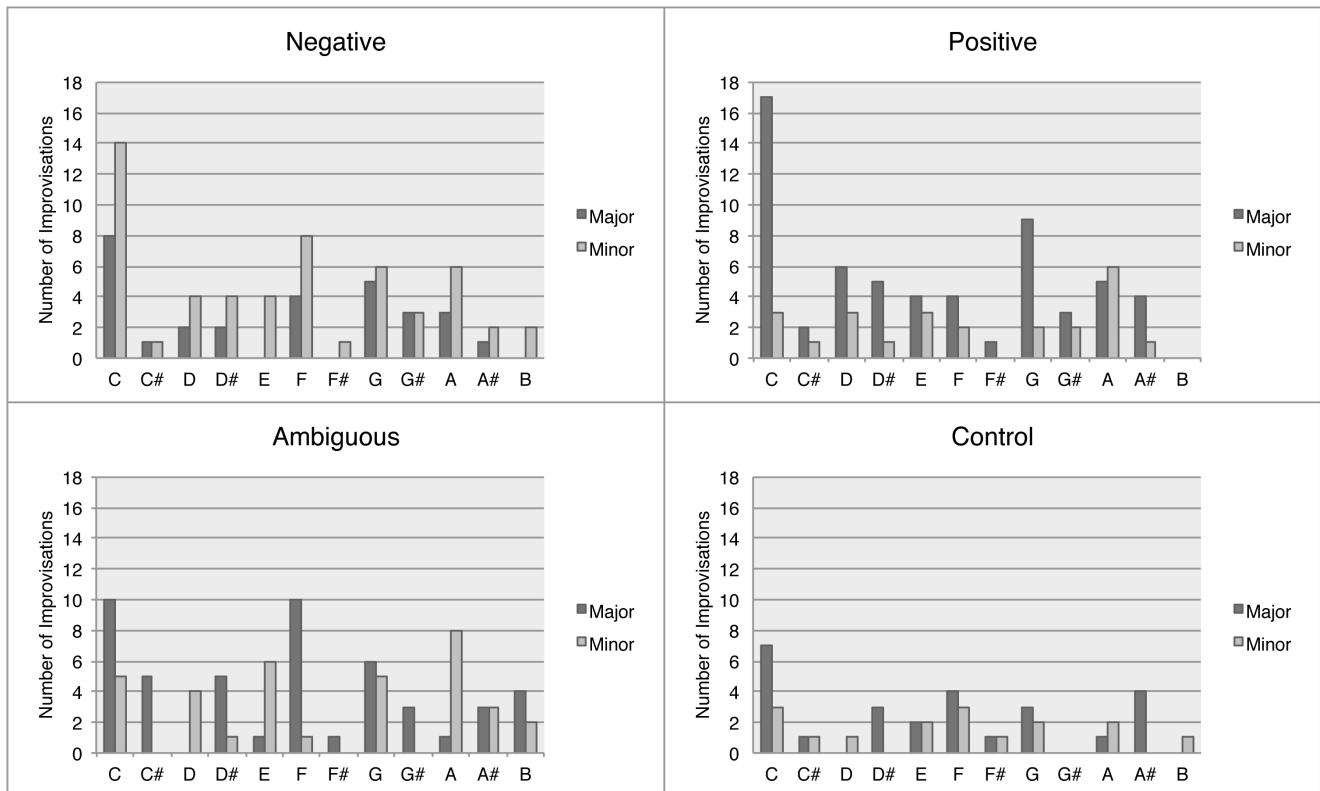 Negative
Number of Improvisations
18
16
14
12
10
8
6
4
2
0
C C# D D# E F F# G G# A A# B
Major
Minor
Positive
Number of Improvisations
18
16
14
12
10
8
6
4
2
0
C C# D D# E F F# G G# A A# B
Major
Minor
Ambiguous
Number of Improvisations
18
16
14
12
10
8
6
4
2
0
C C# D D# E F F# G G# A A# B
Major
Minor
Control
Number of Improvisations
18
16
14
12
10
8
6
4
2
0
C C# D D# E F F# G G# A A# B
Major
Minor